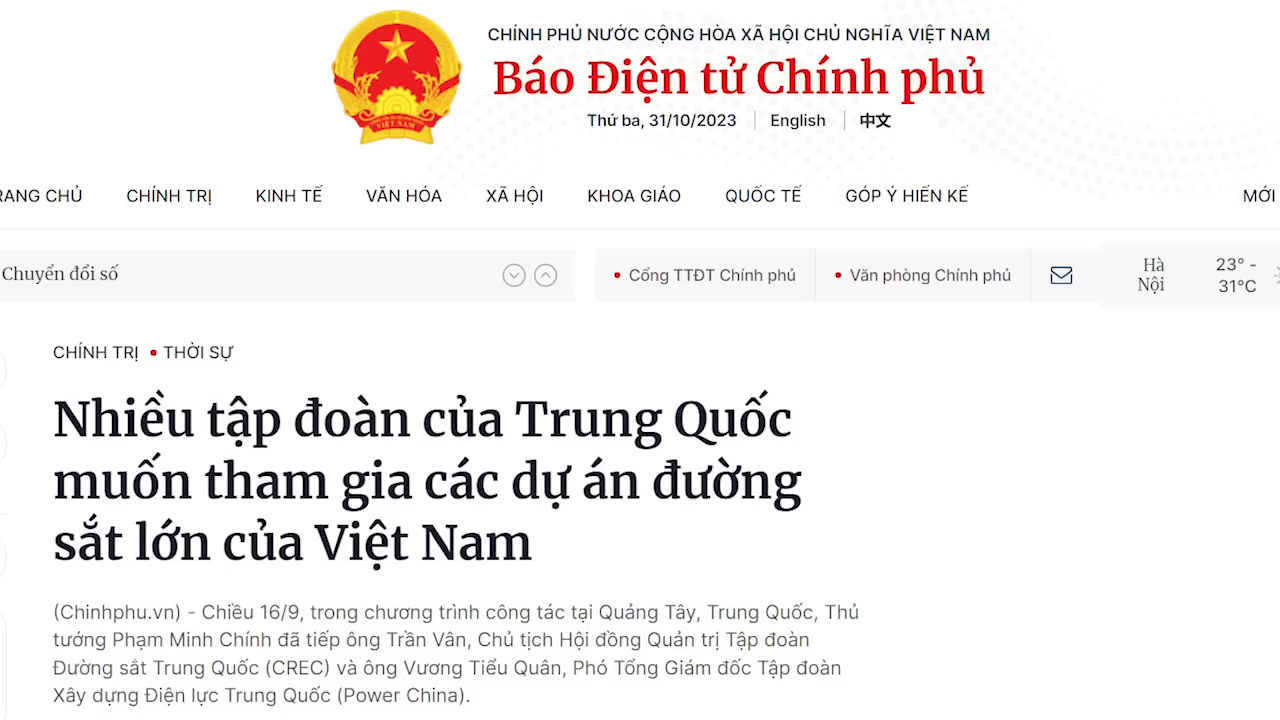 CHÍNH PHỦ NƯỚC CỘNG HÒA XÃ HỘI CHỦ NGHĨA VIỆT NAM
Báo Điện tử Chính phủ
Thứ ba, 31/10/2023 English 中文
VIỆT NAM
RANG CHỦ CHÍNH TRỊ KINH TẾ VĂN HÓA XÃ HỘI KHOA GIÁO QUỐC TẾ GÓP Ý HIẾN KẾ MỚI
Chuyển đổi số • Cổng TTĐT Chính phủ • Văn phòng Chính phủ
Hà Nội
23° - 31°C
CHÍNH TRỊ • THỜI SỰ
Nhiều tập đoàn của Trung Quốc
muốn tham gia các dự án đường
sắt lớn của Việt Nam
(Chinhphu.vn) - Chiều 16/9, trong chương trình công tác tại Quảng Tây, Trung Quốc, Thủ
tướng Phạm Minh Chính đã tiếp ông Trần Vân, Chủ tịch Hội đồng Quản trị Tập đoàn
Đường sắt Trung Quốc (CREC) và ông Vương Tiểu Quân, Phó Tổng Giám đốc Tập đoàn
Xây dựng Điện lực Trung Quốc (Power China).